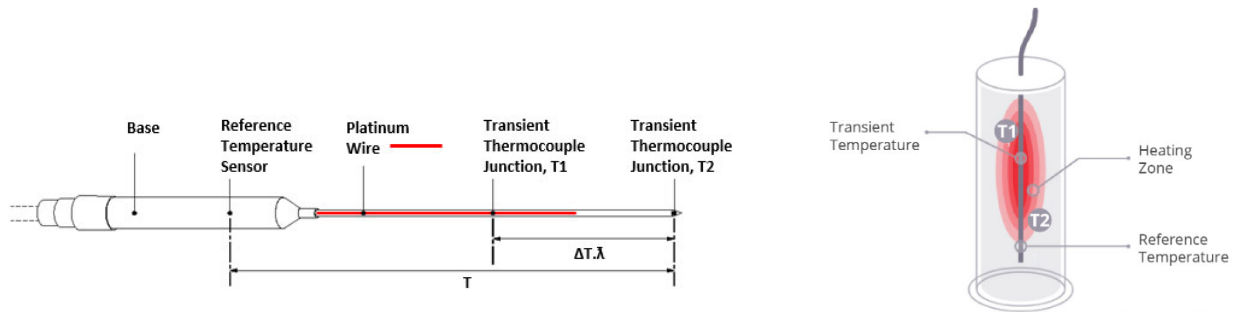 Base
Reference
Temperature
Sensor
Platinum
Wire
Transient
Thermocouple
Junction, T1
Transient
Thermocouple
Junction, T2
ΔT.λ
T
T1
Transient
Temperature
Heating
Zone
T2
Reference
Temperature